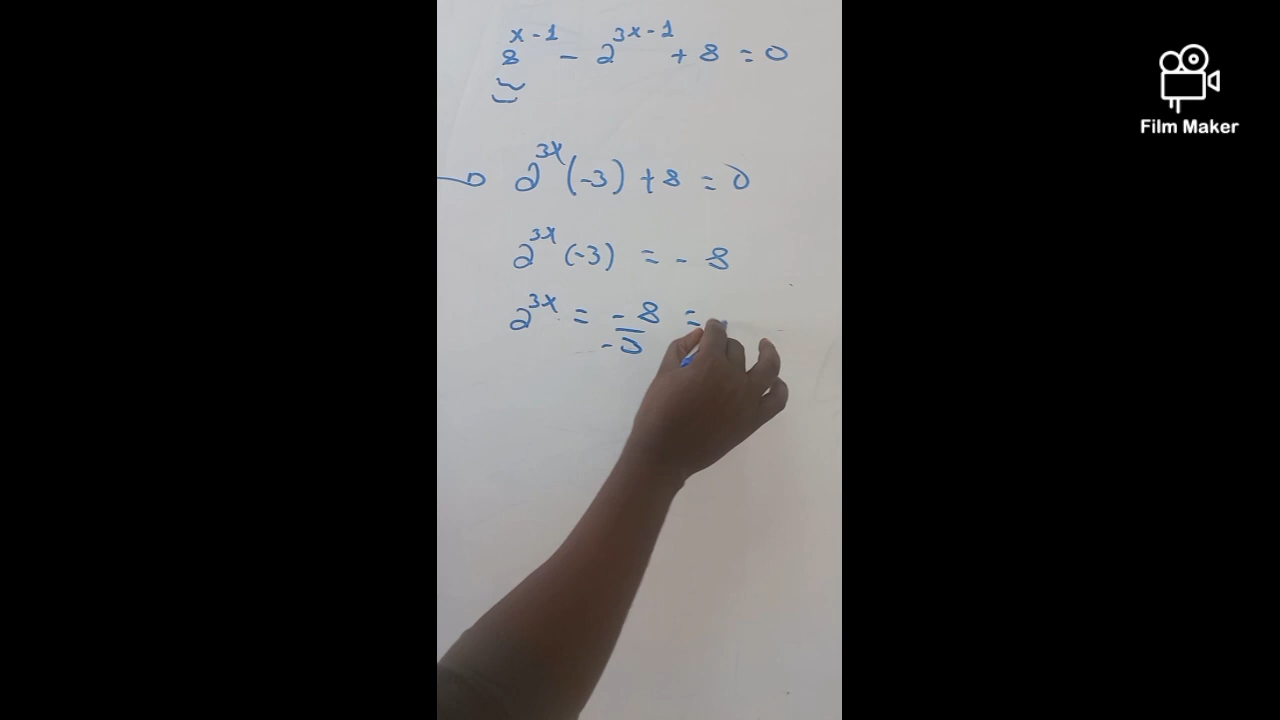 8^{x-1} - 2^{3x-1} + 8 = 0
2^{3x}(-3) + 8 = 0
2^{3x}(-3) = - 8
2^{3x} = -8/-0 =
Film Maker